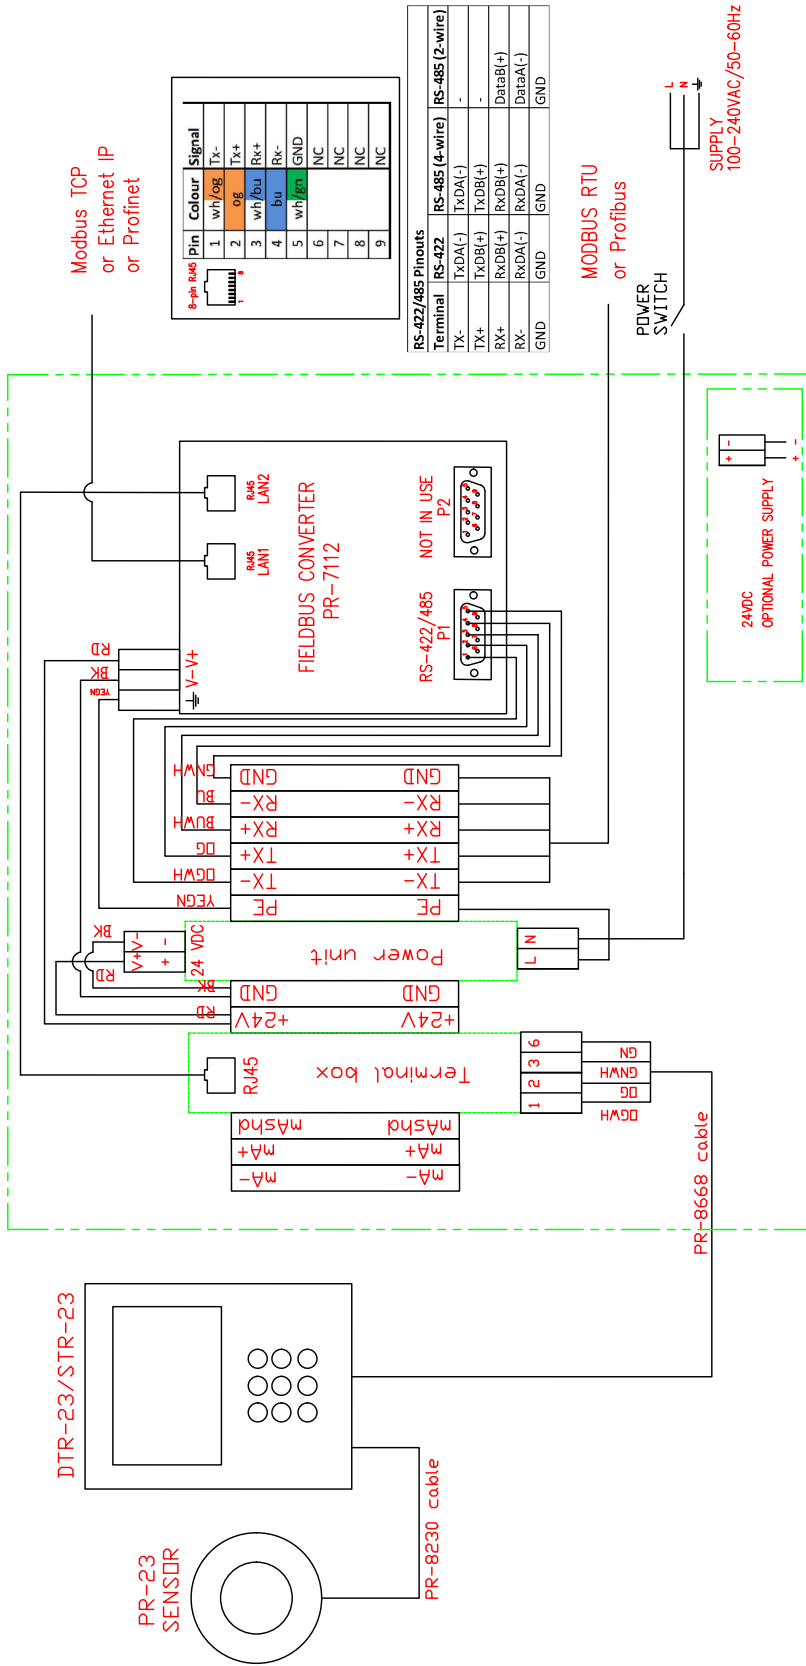 PR-23
SENSOR
PR-8230 cable
DTR-23/STR-23
PR-8668 cable
mA-
mA+
mAshd
mA-
mA+
mAshd
RJ45
Terminal box
1
2
3
6
OGWH
OG
GNWH
GN
+24V
GND
+24V
GND
RD
BK
Power unit
24 VDC
+
-
V+
V-
RD
BK
L
N
PE
TX-
TX+
RX+
RX-
GND
PE
TX-
TX+
RX+
RX-
GND
YEGN
OGWH
OG
BUWH
BU
GNWH
YEGN
BK
RD
V-V+
FIELDBUS CONVERTER
PR-7112
RJ45
LAN1
RJ45
LAN2
RS-422/485
P1
NOT IN USE
P2
Modbus TCP
or Ethernet IP
or Profinet
8-pin RJ45
1
8
Pin Colour Signal
1 wh/og Tx-
2 og Tx+
3 wh/bu Rx+
4 bu Rx-
5 wh/gn GND
6 NC
7 NC
8 NC
9 NC
RS-422/485 Pinouts
Terminal RS-422 RS-485 (4-wire) RS-485 (2-wire)
TX- TxDA(-) TxDA(-) -
TX+ TxDB(+) TxDB(+) -
RX+ RxDB(+) RxDB(+) DataB(+)
RX- RxDA(-) RxDA(-) DataA(-)
GND GND GND GND
MODBUS RTU
or Profibus
POWER
SWITCH
L
N
SUPPLY
100-240VAC/50-60Hz
24VDC
OPTIONAL POWER SUPPLY
+ -
+ -